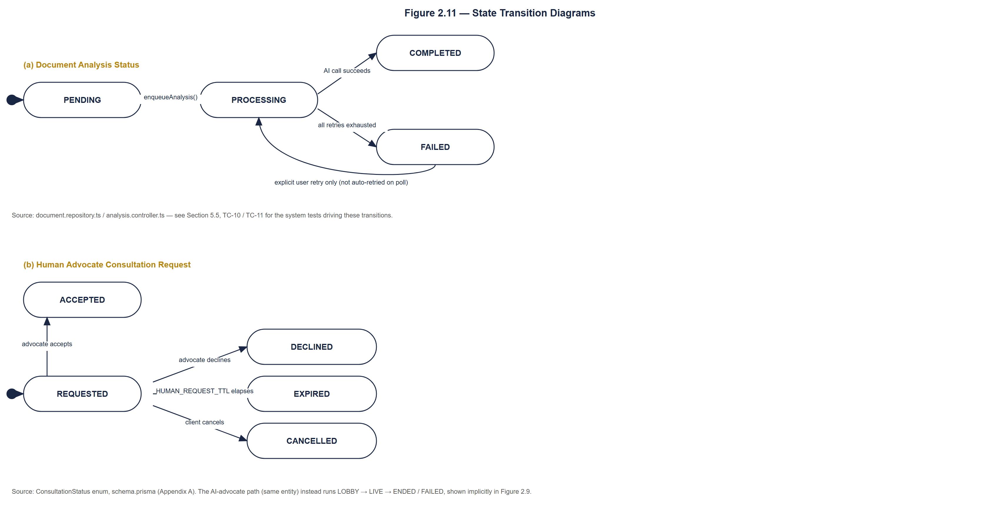 Figure 2.11 — State Transition Diagrams
(a) Document Analysis Status
COMPLETED
AI call succeeds
PENDING
enqueueAnalysis()
PROCESSING
all retries exhausted
FAILED
explicit user retry only (not auto-retried on poll)
Source: document.repository.ts / analysis.controller.ts — see Section 5.5, TC-10 / TC-11 for the system tests driving these transitions.
(b) Human Advocate Consultation Request
ACCEPTED
advocate accepts
DECLINED
advocate declines
REQUESTED
HUMAN_REQUEST_TTL elapses
EXPIRED
client cancels
CANCELLED
Source: ConsultationStatus enum, schema.prisma (Appendix A). The AI-advocate path (same entity) instead runs LOBBY → LIVE → ENDED / FAILED, shown implicitly in Figure 2.9.